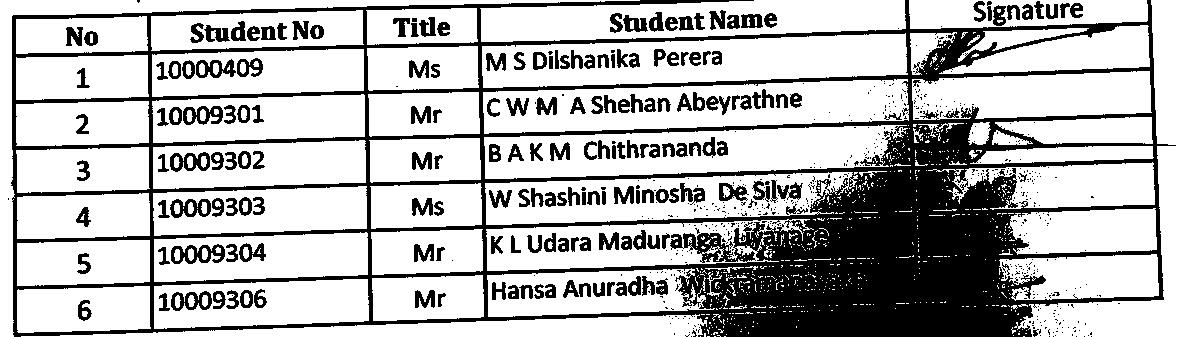 No Student No Title Student Name Signature
1 10000409 Ms M S Dilshanika Perera
2 10009301 Mr C W M A Shehan Abeyrathne
3 10009302 Mr B A K M Chithrananda
4 10009303 Ms W Shashini Minosha De Silva
5 10009304 Mr K L Udara Maduranga Liyanage
6 10009306 Mr Hansa Anuradha